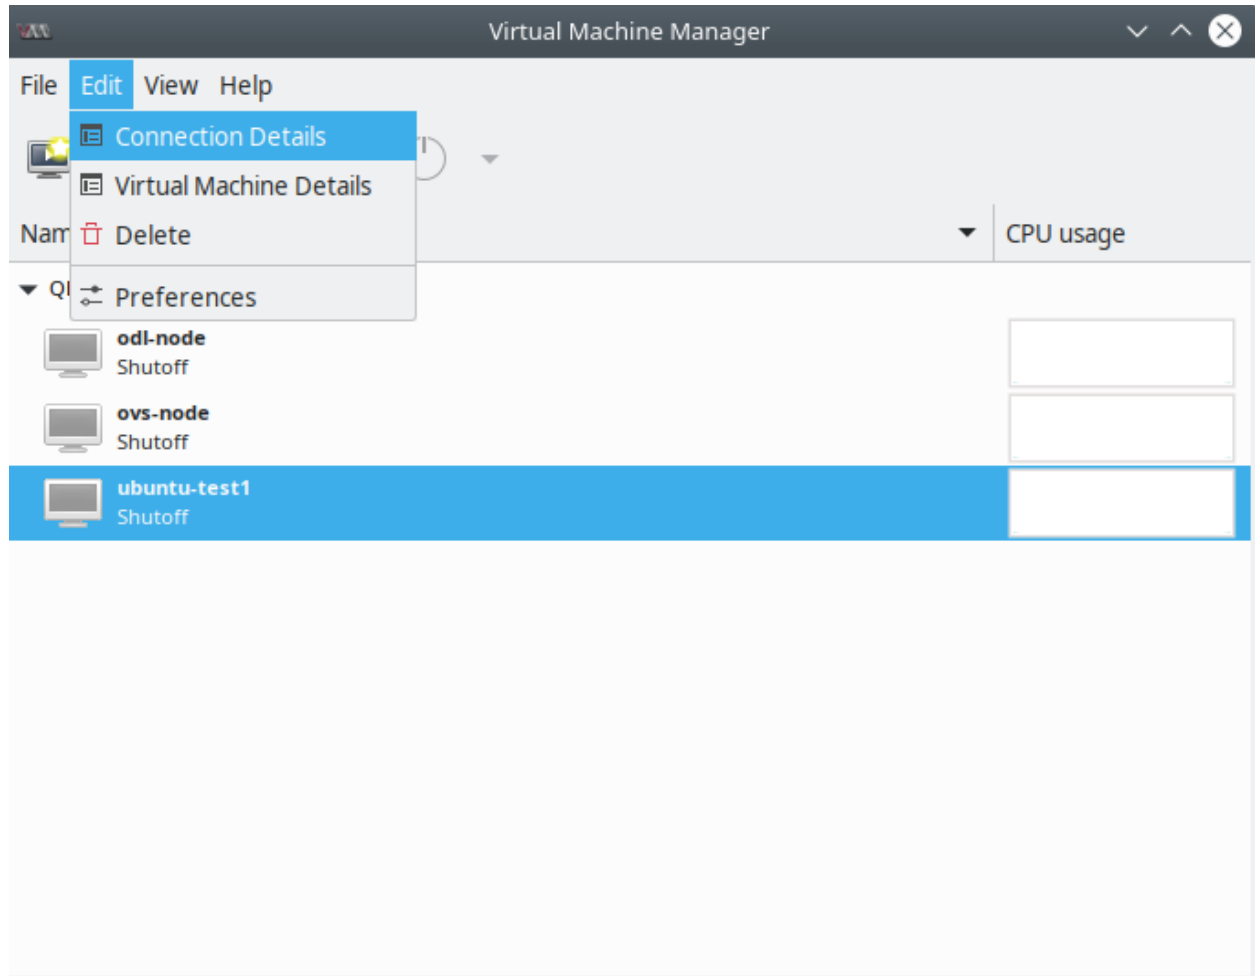 Virtual Machine Manager
File Edit View Help
Connection Details
Virtual Machine Details
Delete
Preferences
CPU usage
odl-node
Shutoff
ovs-node
Shutoff
ubuntu-test1
Shutoff